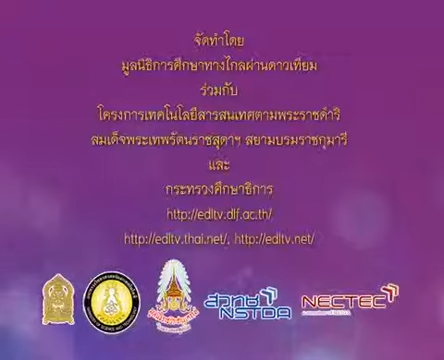 จัดทำโดย
มูลนิธิการศึกษาทางไกลผ่านดาวเทียม
ร่วมกับ
โครงการเทคโนโลยีสารสนเทศตามพระราชดำริ
สมเด็จพระเทพรัตนราชสุดาฯ สยามบรมราชกุมารี
และ
กระทรวงศึกษาธิการ
http://edltv.dlf.ac.th/
http://edltv.thai.net/, http://edltv.net/
สวทช NECTEC
NSTDA